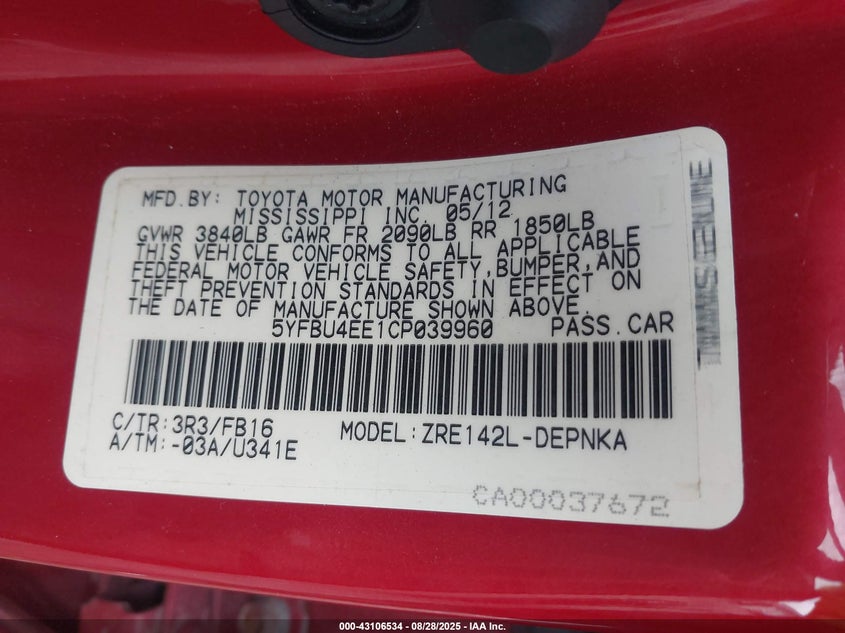 MFD.BY: TOYOTA MOTOR MANUFACTURING
MISSISSIPPI INC. 05/12
GVWR 3840LB GAWR FR 2090LB RR 1850LB
THIS VEHICLE CONFORMS TO ALL APPLICABLE
FEDERAL MOTOR VEHICLE SAFETY,BUMPER,AND
THEFT PREVENTION STANDARDS IN EFFECT ON
THE DATE OF MANUFACTURE SHOWN ABOVE.
5YFBU4EE1CP039960 PASS.CAR
C/TR:3R3/FB16
A/TM:-03A/U341E
MODEL:ZRE142L-DEPNKA
CA00037672
000-43106534 | 08/28/2025 - IAA Inc.